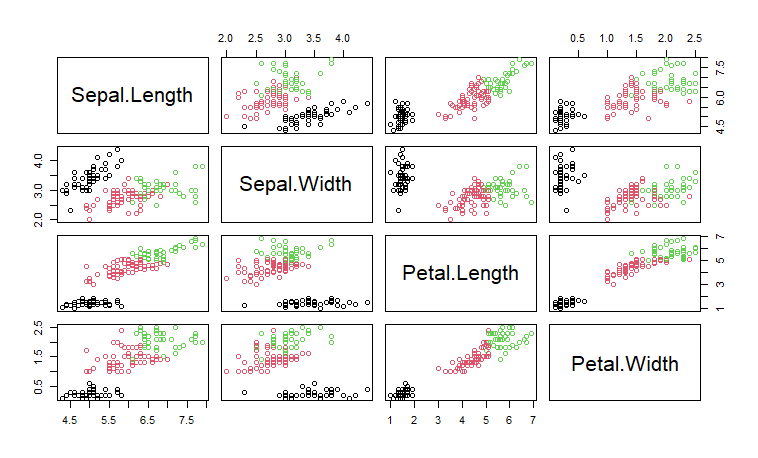 2.0 2.5 3.0 3.5 4.0
0.5 1.0 1.5 2.0 2.5
Sepal.Length
4.5 6.0 7.5
2.0 3.0 4.0
Sepal.Width
Petal.Length
1 3 5 7
0.5 1.5 2.5
Petal.Width
4.5 5.5 6.5 7.5
1 2 3 4 5 6 7